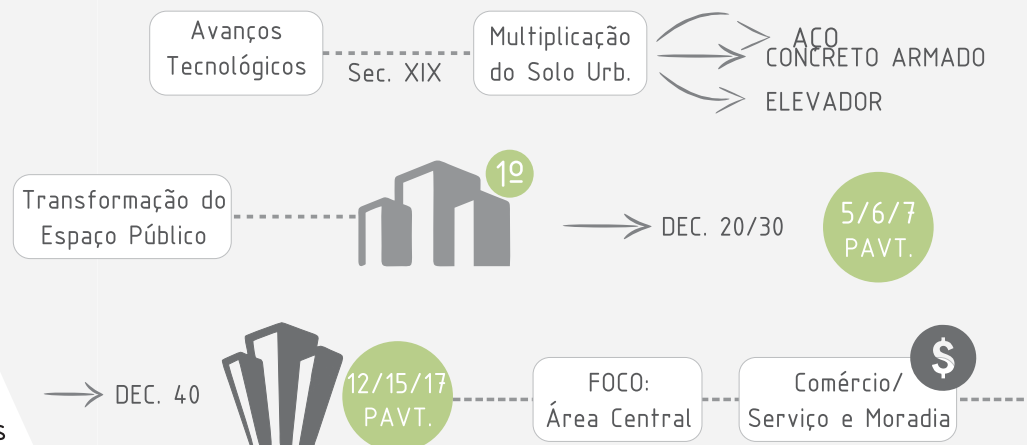 Avanços
Tecnológicos
Sec. XIX
Multiplicação
do Solo Urb.
AÇO
CONCRETO ARMADO
ELEVADOR
Transformação do
Espaço Público
1º
DEC. 20/30
5/6/7
PAVT.
DEC. 40
12/15/17
PAVT.
FOCO:
Área Central
$
Comércio/
Serviço e Moradia
s